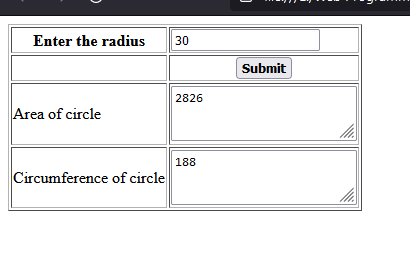 Enter the radius
30
Submit
Area of circle
2826
Circumference of circle
188